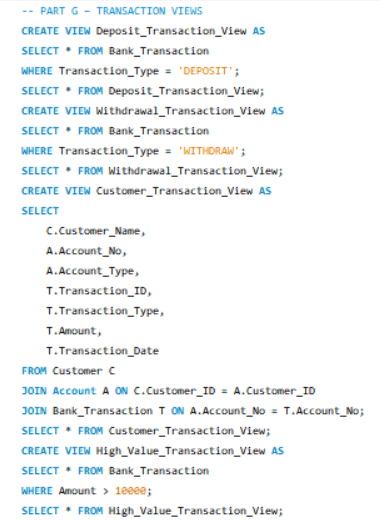 -- PART G – TRANSACTION VIEWS
CREATE VIEW Deposit_Transaction_View AS
SELECT * FROM Bank_Transaction
WHERE Transaction_Type = 'DEPOSIT';
SELECT * FROM Deposit_Transaction_View;
CREATE VIEW Withdrawal_Transaction_View AS
SELECT * FROM Bank_Transaction
WHERE Transaction_Type = 'WITHDRAW';
SELECT * FROM Withdrawal_Transaction_View;
CREATE VIEW Customer_Transaction_View AS
SELECT
    C.Customer_Name,
    A.Account_No,
    A.Account_Type,
    T.Transaction_ID,
    T.Transaction_Type,
    T.Amount,
    T.Transaction_Date
FROM Customer C
JOIN Account A ON C.Customer_ID = A.Customer_ID
JOIN Bank_Transaction T ON A.Account_No = T.Account_No;
SELECT * FROM Customer_Transaction_View;
CREATE VIEW High_Value_Transaction_View AS
SELECT * FROM Bank_Transaction
WHERE Amount > 10000;
SELECT * FROM High_Value_Transaction_View;